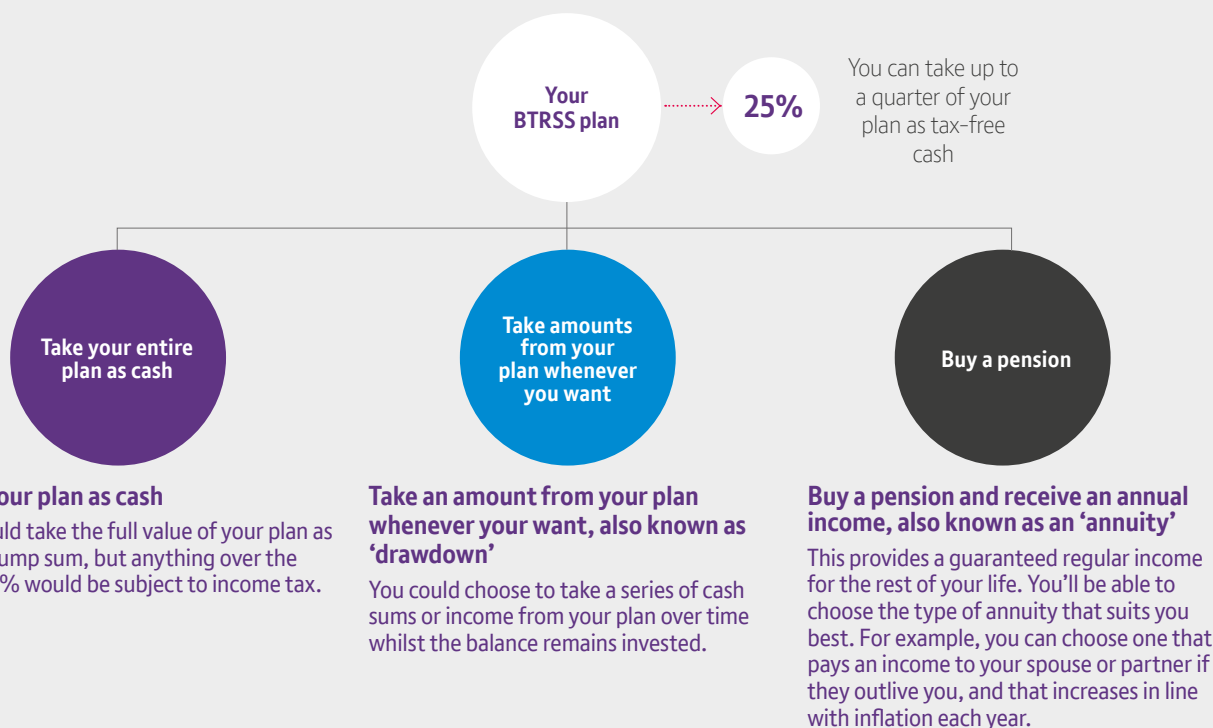 Your
BTRSS plan
25%
You can take up to
a quarter of your
plan as tax-free
cash
Take your entire
plan as cash
Take amounts
from your
plan whenever
you want
Buy a pension
our plan as cash
uld take the full value of your plan as
ump sum, but anything over the
% would be subject to income tax.
Take an amount from your plan
whenever your want, also known as
‘drawdown’
You could choose to take a series of cash
sums or income from your plan over time
whilst the balance remains invested.
Buy a pension and receive an annual
income, also known as an ‘annuity’
This provides a guaranteed regular income
for the rest of your life. You’ll be able to
choose the type of annuity that suits you
best. For example, you can choose one that
pays an income to your spouse or partner if
they outlive you, and that increases in line
with inflation each year.